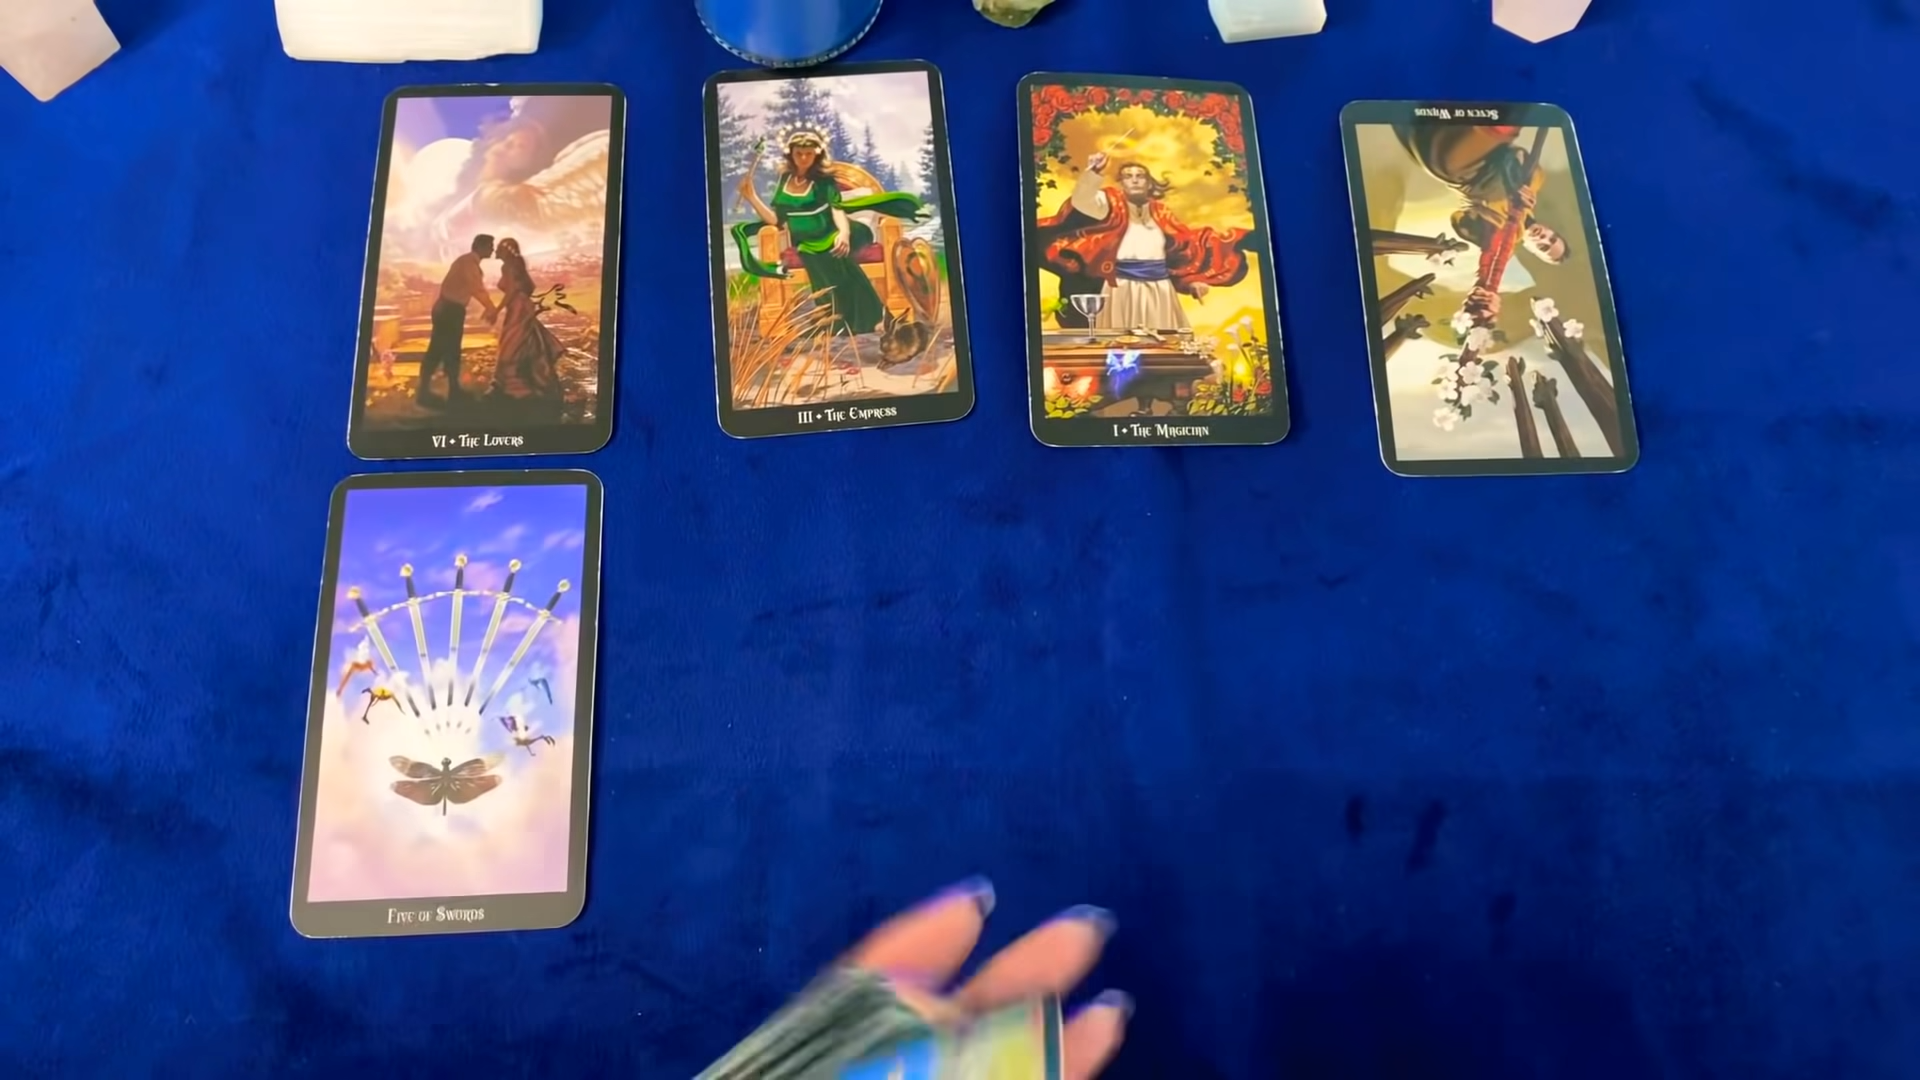 VI • The Lovers
III • The Empress
I • The Magician
Seven of Wands
Five of Swords